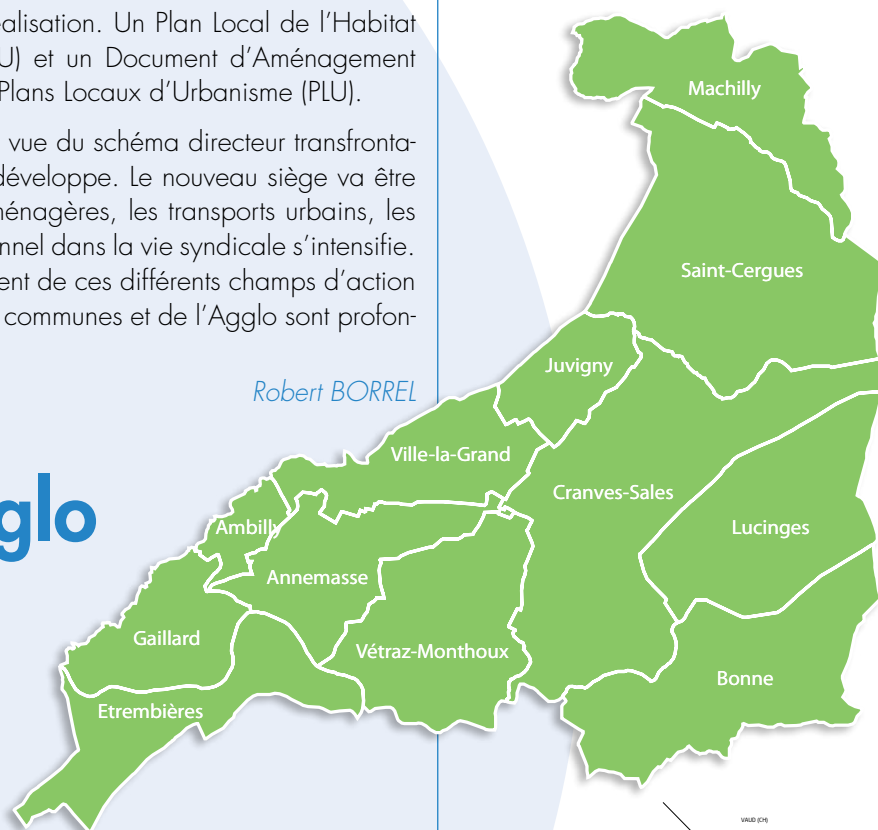 éalisation. Un Plan Local de l’Habitat
U) et un Document d’Aménagement
Plans Locaux d’Urbanisme (PLU).
vue du schéma directeur transfronta-
développe. Le nouveau siège va être
ménagères, les transports urbains, les
nnel dans la vie syndicale s’intensifie.
ent de ces différents champs d’action
communes et de l’Agglo sont profon-
Robert BORREL
glo
Machilly
Saint-Cergues
Juvigny
Ville-la-Grand
Cranves-Sales
Lucinges
Ambilly
Annemasse
Gaillard
Vétraz-Monthoux
Bonne
Etrembières
VAUD (CH)